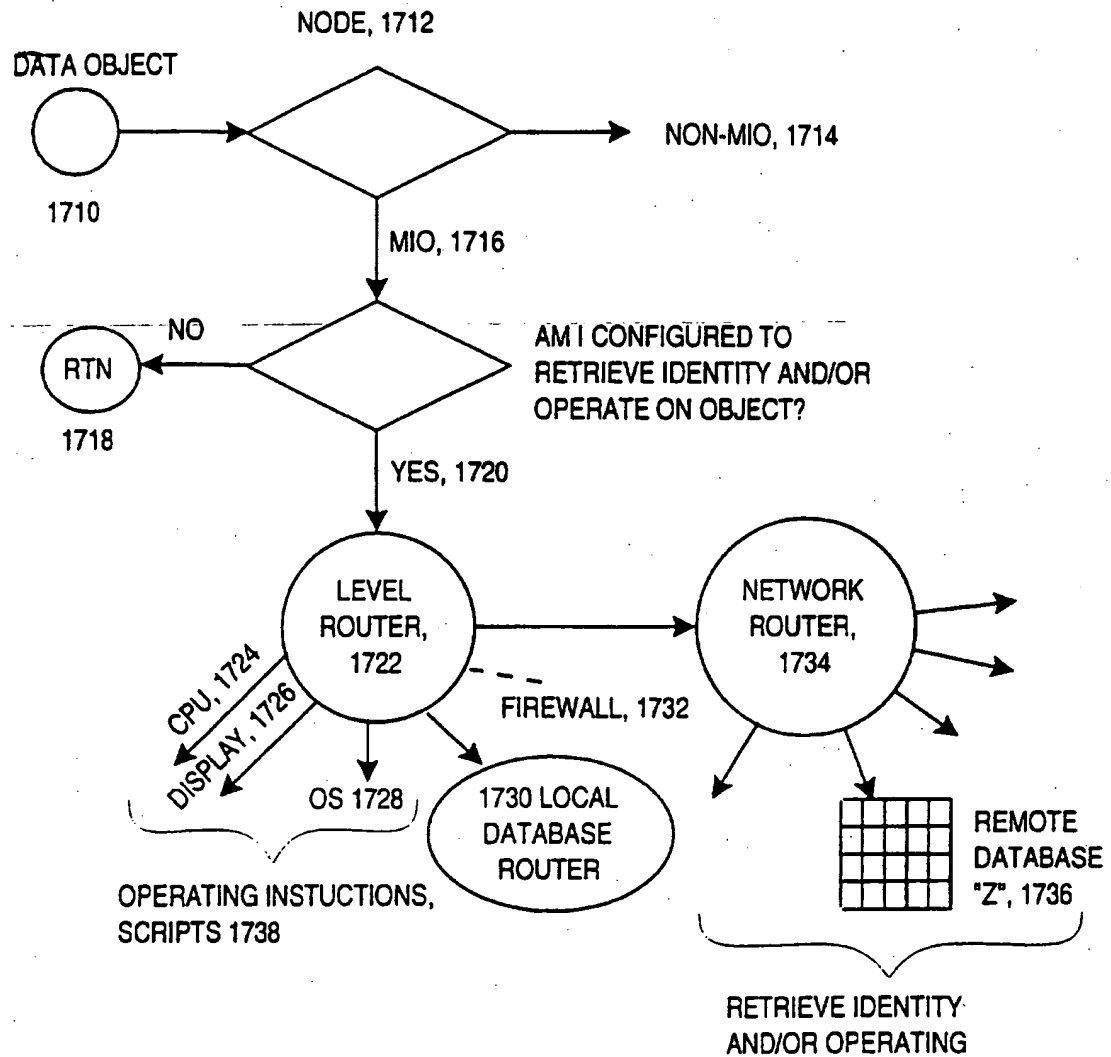 NODE, 1712
DATA OBJECT
NON-MIO, 1714
1710
MIO, 1716
NO
RTN
1718
AM I CONFIGURED TO
RETRIEVE IDENTITY AND/OR
OPERATE ON OBJECT?
YES, 1720
LEVEL
ROUTER,
1722
NETWORK
ROUTER,
1734
CPU, 1724
DISPLAY, 1726
FIREWALL, 1732
OS 1728
1730 LOCAL
DATABASE
ROUTER
REMOTE
DATABASE
"Z", 1736
OPERATING INSTUCTIONS,
SCRIPTS 1738
RETRIEVE IDENTITY
AND/OR OPERATING